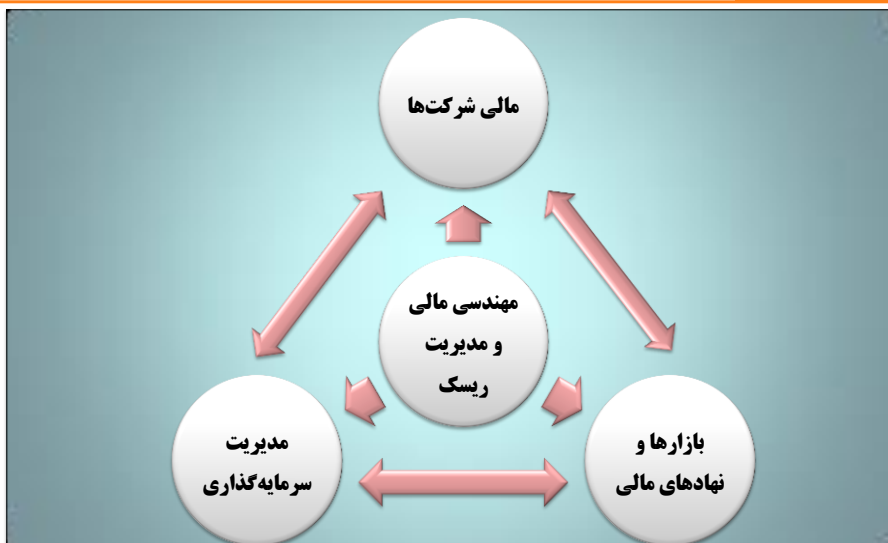 مالی شرکت‌ها
مهندسی مالی
و مدیریت
ریسک
بازارها و
نهادهای مالی
مدیریت
سرمایه‌گذاری